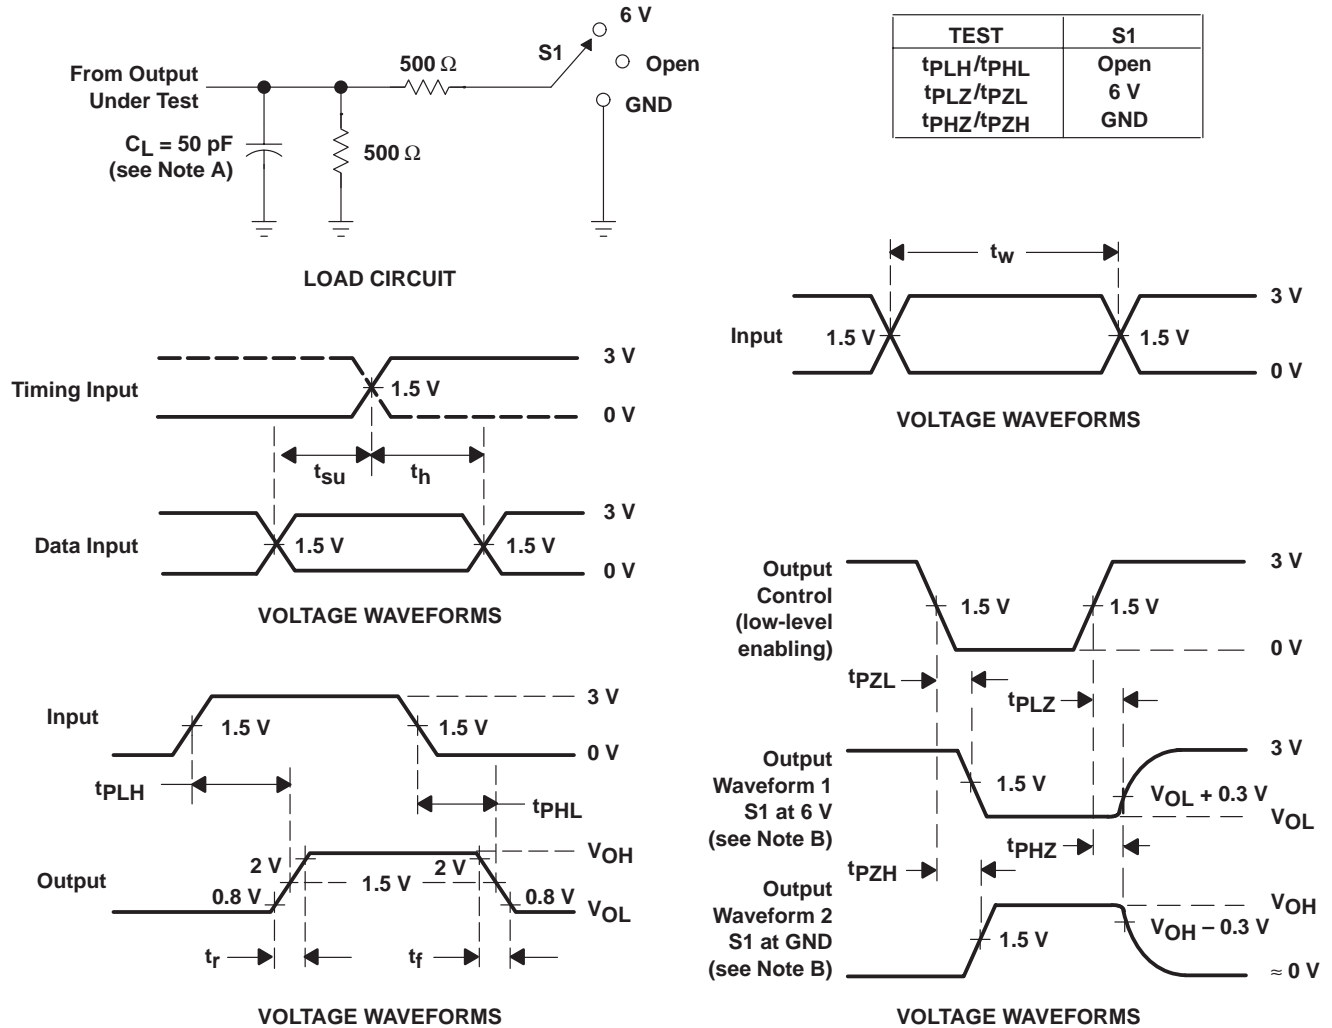 6 V
S1
Open
GND
500 Ω
From Output
Under Test
CL = 50 pF
(see Note A)
500 Ω
LOAD CIRCUIT
TEST S1
tPLH/tPHL Open
tPLZ/tPZL 6 V
tPHZ/tPZH GND
tw
3 V
Input
1.5 V
1.5 V
0 V
VOLTAGE WAVEFORMS
3 V
Timing Input
1.5 V
0 V
tsu
th
3 V
Data Input
1.5 V
1.5 V
0 V
VOLTAGE WAVEFORMS
3 V
Input
1.5 V
1.5 V
0 V
tPLH
tPHL
VOH
2 V
2 V
Output
1.5 V
0.8 V
0.8 V
VOL
tr
tf
VOLTAGE WAVEFORMS
3 V
Output
Control
(low-level
enabling)
1.5 V
1.5 V
0 V
tPZL
tPLZ
3 V
Output
Waveform 1
S1 at 6 V
(see Note B)
1.5 V
VOL + 0.3 V
VOL
tPHZ
tPZH
Output
Waveform 2
S1 at GND
(see Note B)
VOH
1.5 V
VOH − 0.3 V
≈ 0 V
VOLTAGE WAVEFORMS